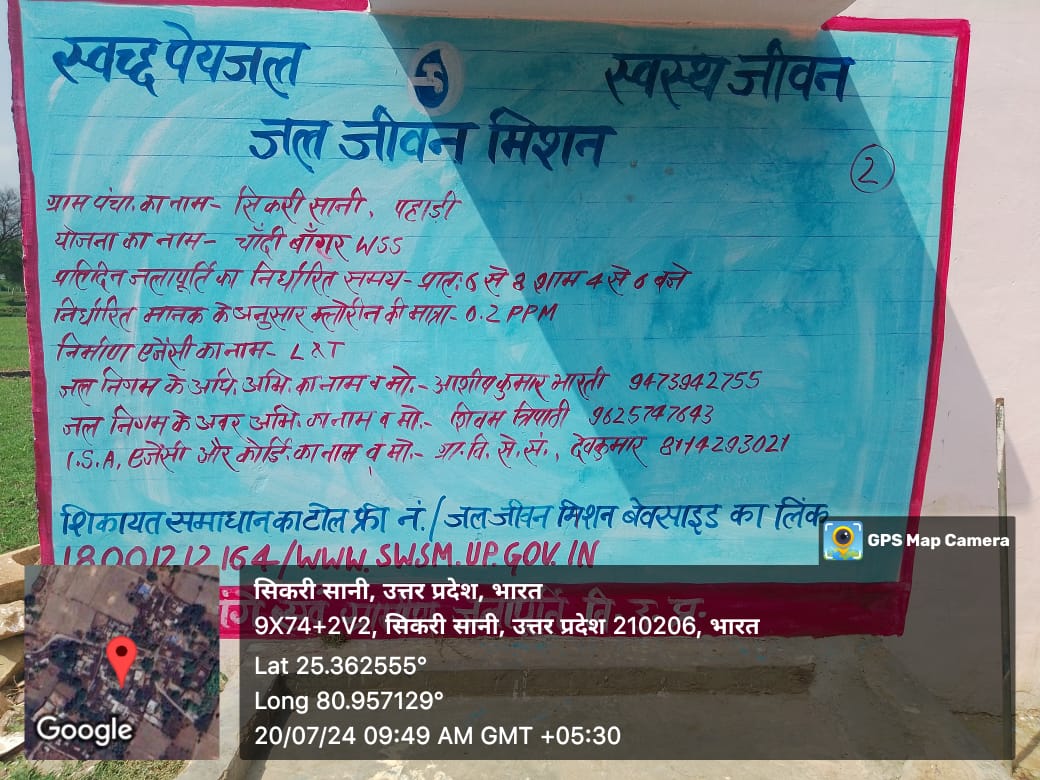 स्वच्छ पेयजल
स्वस्थ जीवन
जल जीवन मिशन
2
ग्राम पंचा. का नाम- सिकरी सानी, पहाड़ी
योजना का नाम- चाँदी बाँगर WSS
प्रतिदिन जलापूर्ति का निर्धारित समय- प्रातः 6 से 8 शाम 4 से 6 बजे
निर्धारित मानक के अनुसार क्लोरीन की मात्रा- 0.2 PPM
निर्माण एजेंसी का नाम- L&T
जल निगम के अधि. अभि. का नाम व मो.- आशीष कुमार भारती 9473942755
जल निगम के अवर अभि. का नाम व मो.- शिवम त्रिपाठी 9625747643
I.S.A. एजेंसी और कोर्डि. का नाम व मो.- ग्रा. वि. से. सं., देवकुमार 8114293021
शिकायत समाधान का टोल फ्री नं./जल जीवन मिशन बेवसाइड का लिंक
18001212164/WWW.SWSM.UP.GOV.IN
ग्रामीण जलापूर्ति वि. उ. प्र.
GPS Map Camera
सिकरी सानी, उत्तर प्रदेश, भारत
9X74+2V2, सिकरी सानी, उत्तर प्रदेश 210206, भारत
Lat 25.362555°
Long 80.957129°
20/07/24 09:49 AM GMT +05:30
Google